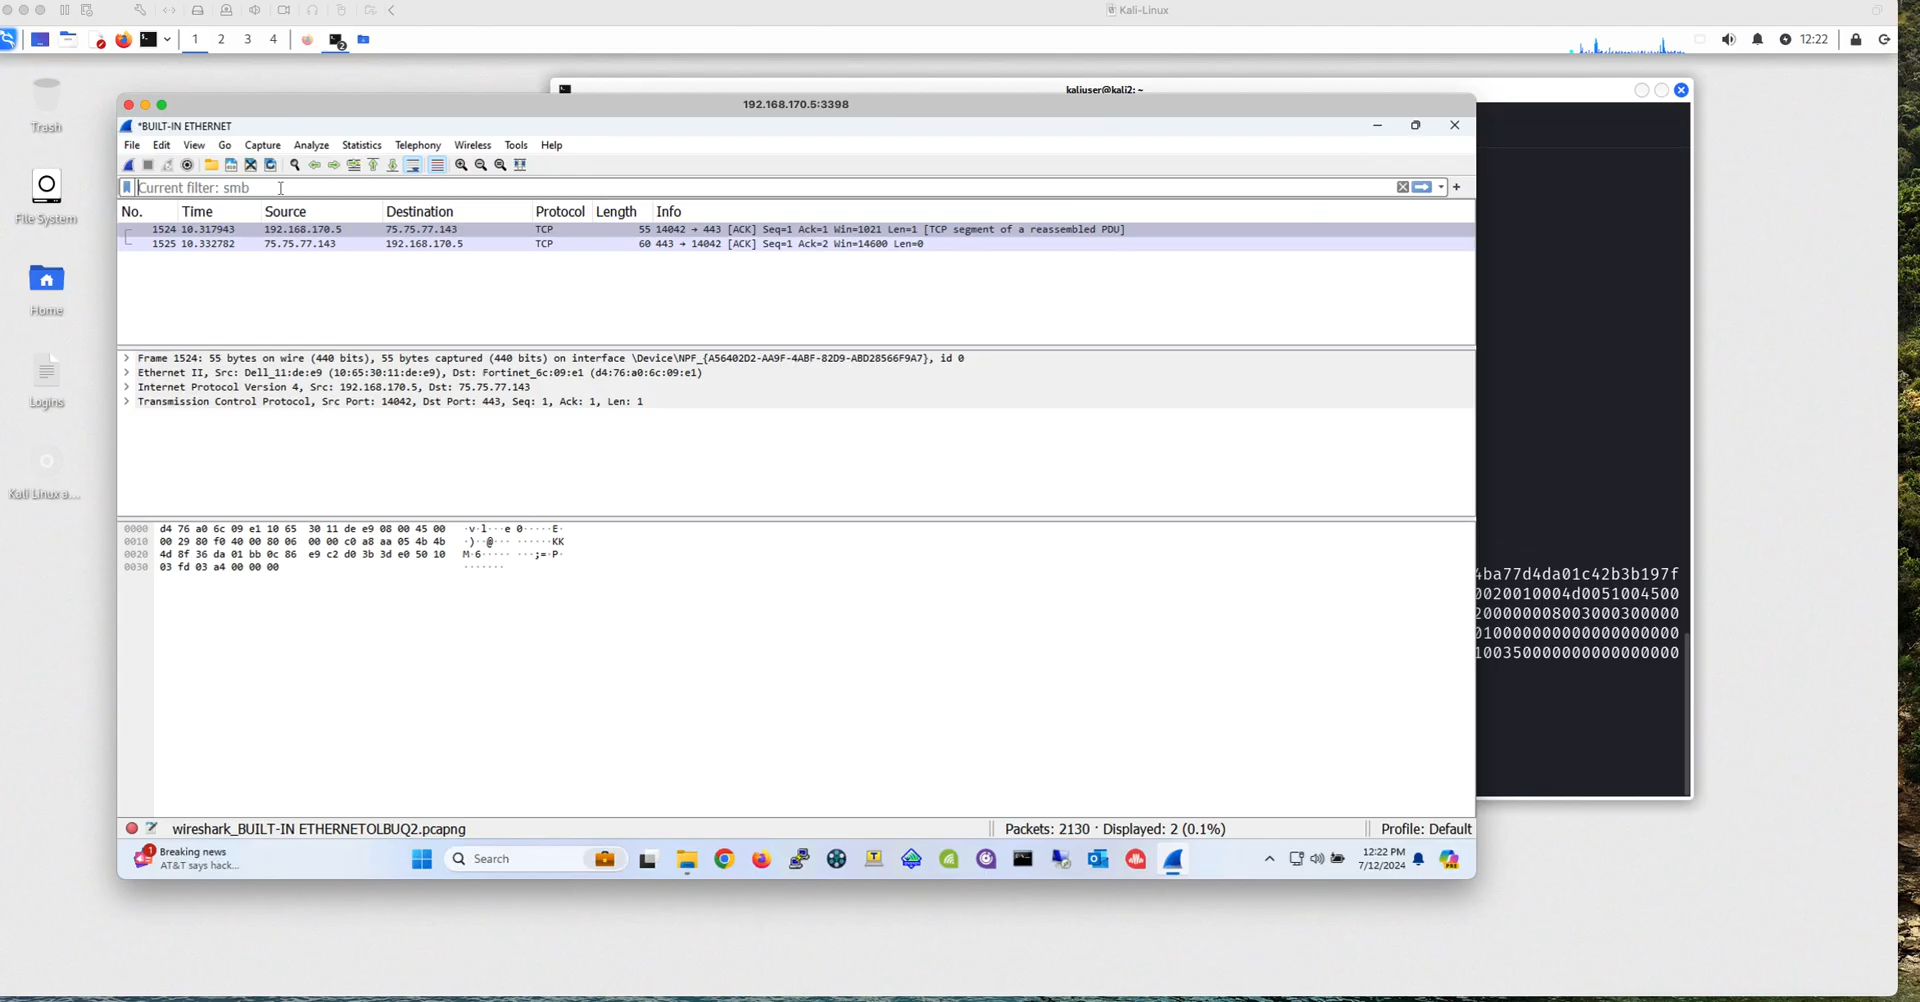 Kali-Linux
1 2 3 4 2 12:22
Trash
File System
Home
Logins
Kali Linux a...
kaliuser@kali2: ~
192.168.170.5:3398
*BUILT-IN ETHERNET
File Edit View Go Capture Analyze Statistics Telephony Wireless Tools Help
Current filter: smb
No. Time Source Destination Protocol Length Info
1524 10.317943 192.168.170.5 75.75.77.143 TCP 55 14042 → 443 [ACK] Seq=1 Ack=1 Win=1021 Len=1 [TCP segment of a reassembled PDU]
1525 10.332782 75.75.77.143 192.168.170.5 TCP 60 443 → 14042 [ACK] Seq=1 Ack=2 Win=14600 Len=0
Frame 1524: 55 bytes on wire (440 bits), 55 bytes captured (440 bits) on interface \Device\NPF_{A56402D2-AA9F-4ABF-82D9-ABD28566F9A7}, id 0
Ethernet II, Src: Dell_11:de:e9 (10:65:30:11:de:e9), Dst: Fortinet_6c:09:e1 (d4:76:a0:6c:09:e1)
Internet Protocol Version 4, Src: 192.168.170.5, Dst: 75.75.77.143
Transmission Control Protocol, Src Port: 14042, Dst Port: 443, Seq: 1, Ack: 1, Len: 1
0000 d4 76 a0 6c 09 e1 10 65 30 11 de e9 08 00 45 00 ·v·l···e 0·····E·
0010 00 29 80 f0 40 00 80 06 00 00 c0 a8 aa 05 4b 4b ·)··@··· ······KK
0020 4d 8f 36 da 01 bb 0c 86 e9 c2 d0 3b 3d e0 50 10 M·6····· ···;=·P·
0030 03 fd 03 a4 00 00 00 ·······
4ba77d4da01c42b3b197f
0020010004d0051004500
2000000080030003000000
0100000000000000000000
1003500000000000000000
wireshark_BUILT-IN ETHERNETOLBUQ2.pcapng Packets: 2130 · Displayed: 2 (0.1%) Profile: Default
1 Breaking news
AT&T says hack...
Search
12:22 PM
7/12/2024